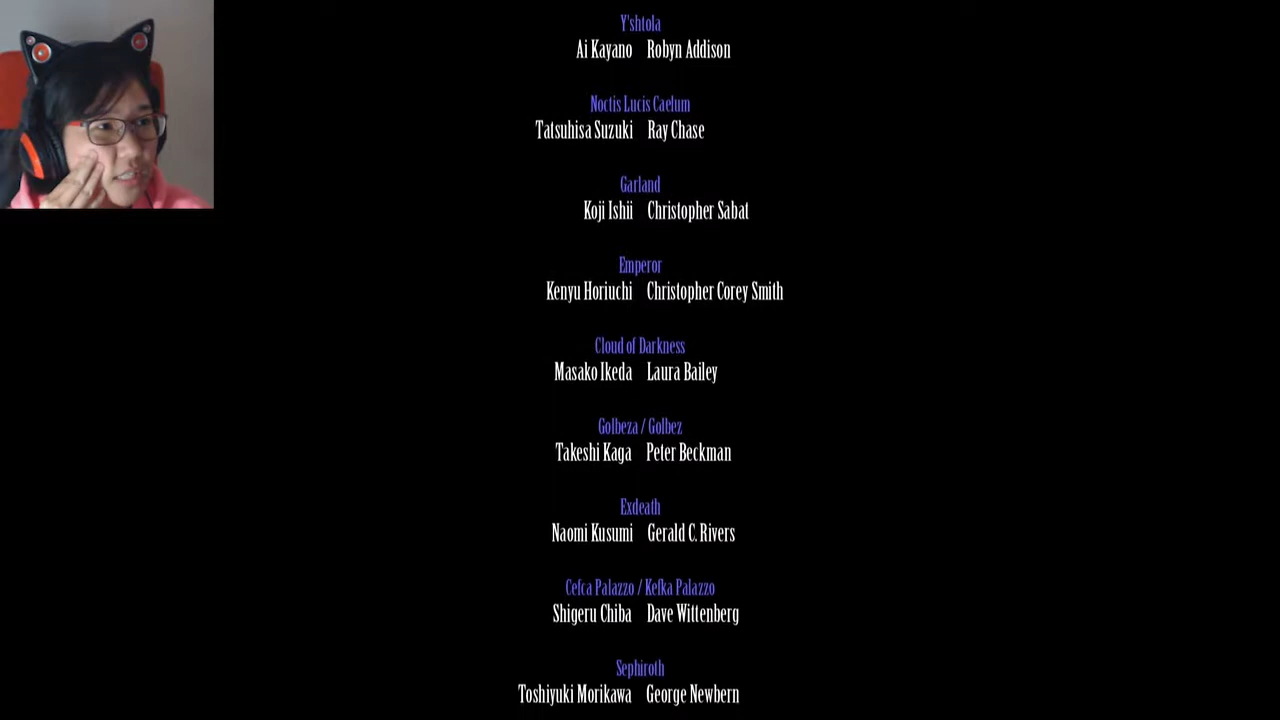 Y'shtola
Ai Kayano Robyn Addison
Noctis Lucis Caelum
Tatsuhisa Suzuki Ray Chase
Garland
Koji Ishii Christopher Sabat
Emperor
Kenyu Horiuchi Christopher Corey Smith
Cloud of Darkness
Masako Ikeda Laura Bailey
Golbeza / Golbez
Takeshi Kaga Peter Beckman
Exdeath
Naomi Kusumi Gerald C. Rivers
Cefca Palazzo / Kefka Palazzo
Shigeru Chiba Dave Wittenberg
Sephiroth
Toshiyuki Morikawa George Newbern